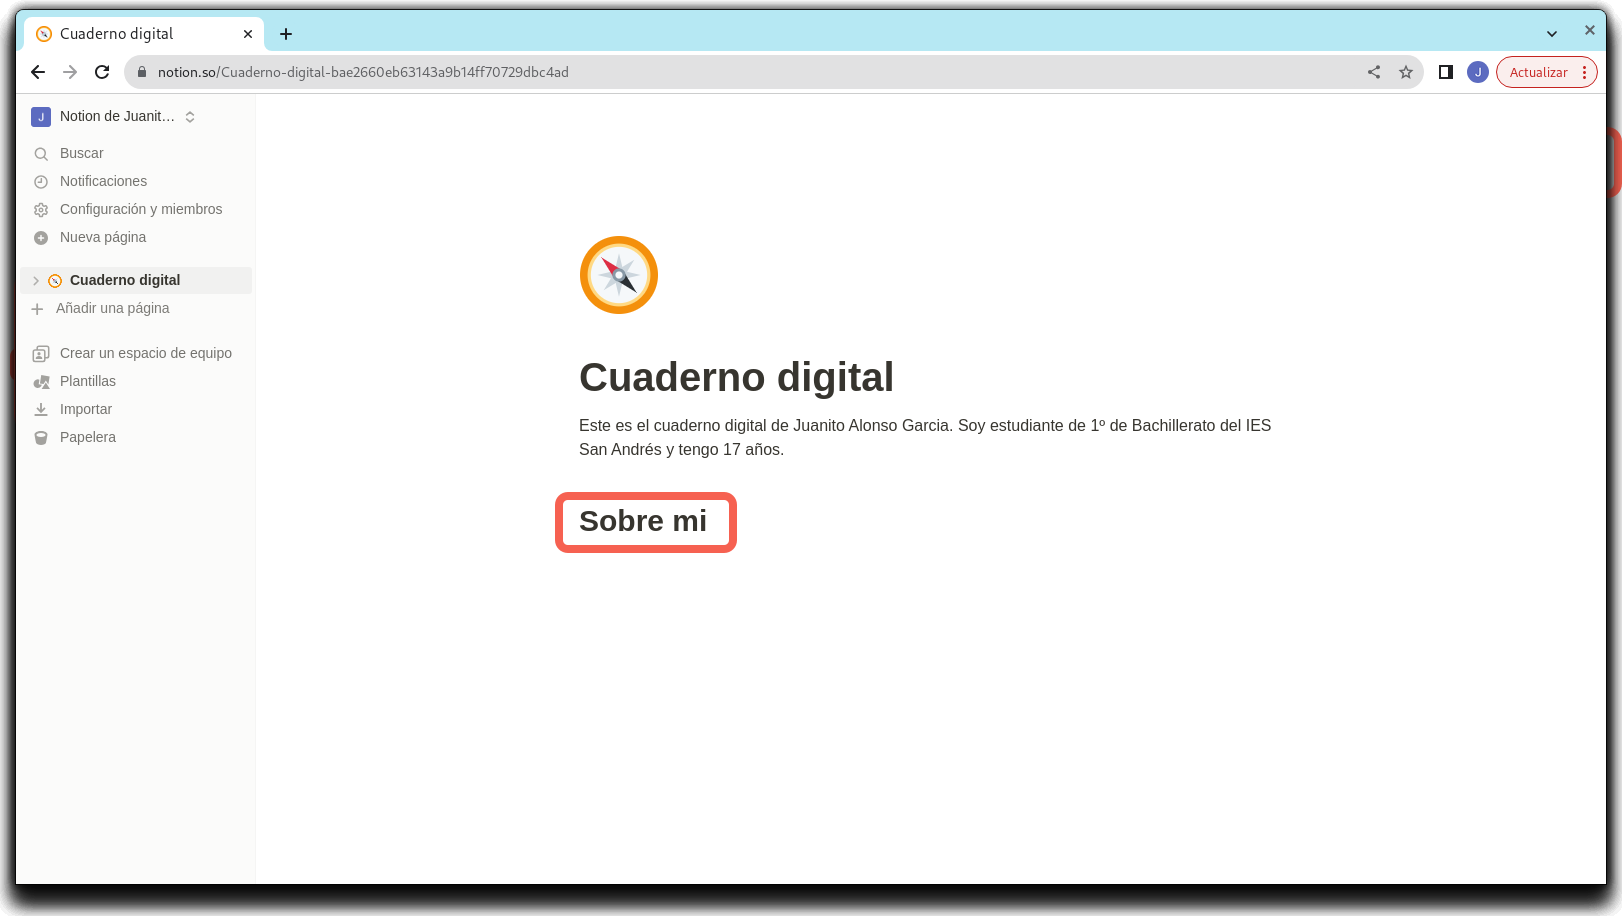 Cuaderno digital
notion.so/Cuaderno-digital-bae2660eb63143a9b14ff70729dbc4ad
J
Actualizar
J
Notion de Juanit…
Buscar
Notificaciones
Configuración y miembros
Nueva página
Cuaderno digital
Añadir una página
Crear un espacio de equipo
Plantillas
Importar
Papelera
Cuaderno digital
Este es el cuaderno digital de Juanito Alonso Garcia. Soy estudiante de 1º de Bachillerato del IES
San Andrés y tengo 17 años.
Sobre mi